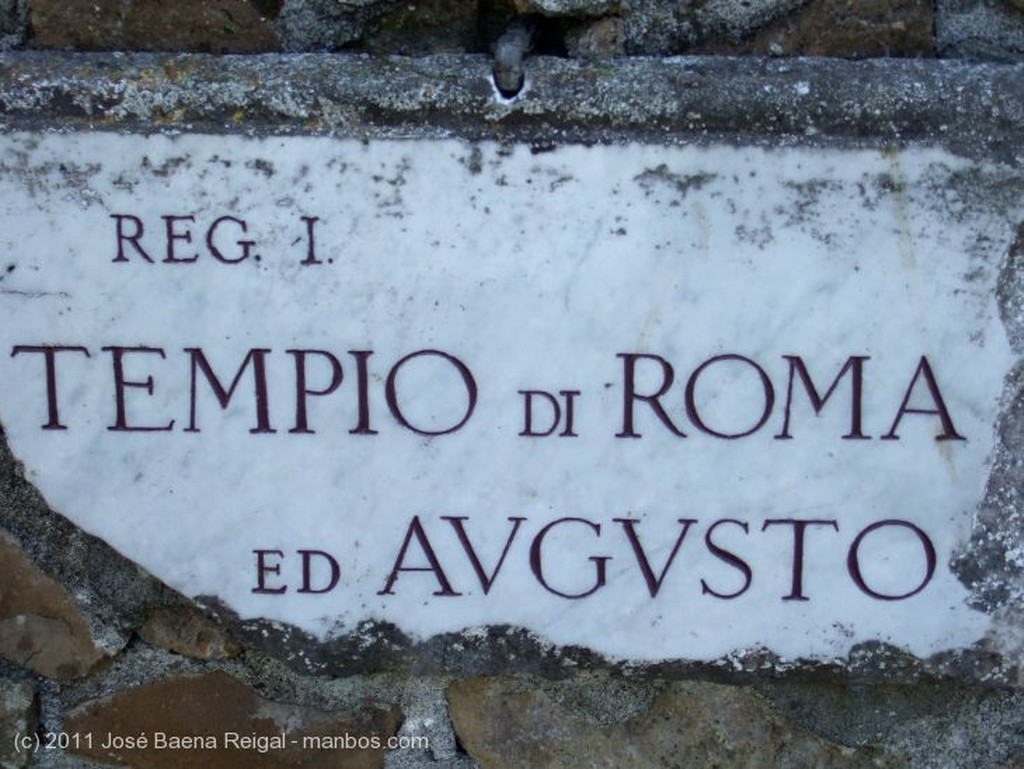 REG. I.
TEMPIO DI ROMA
ED AVGVSTO
(c) 2011 José Baena Reigal - manbos.com